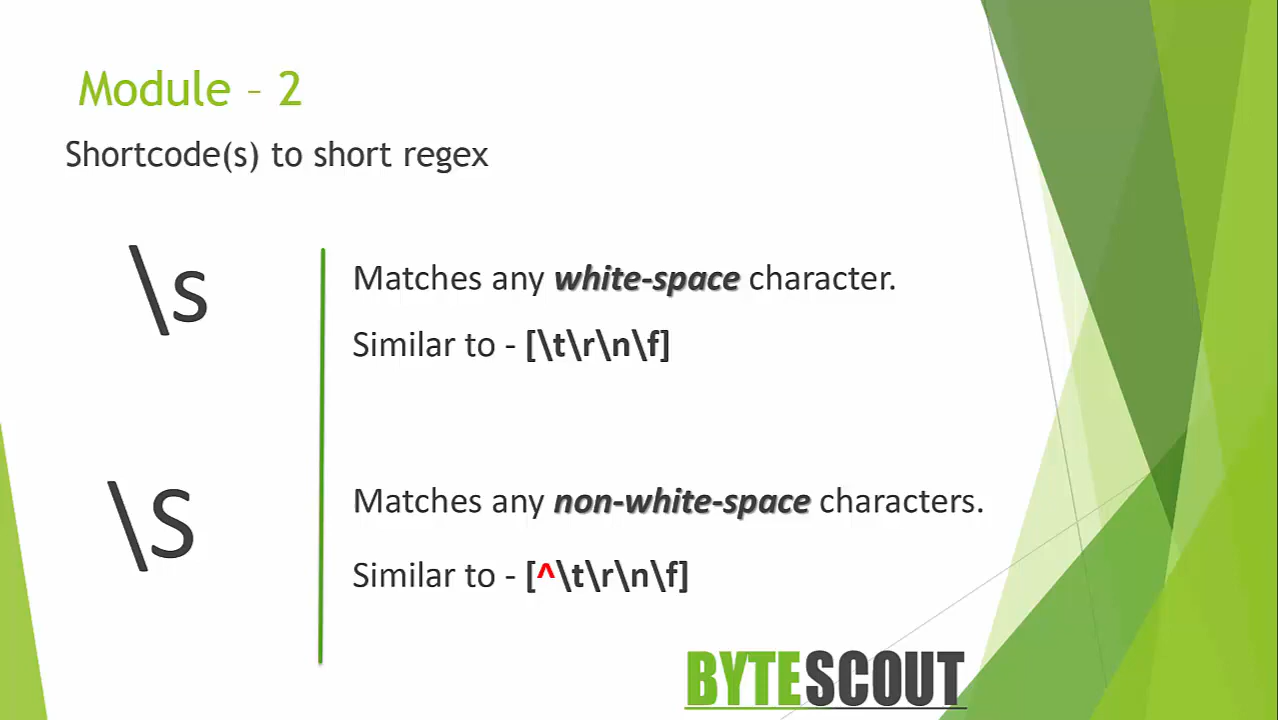 Module – 2
Shortcode(s) to short regex
\s
Matches any white-space character.
Similar to - [\t\r\n\f]
\S
Matches any non-white-space characters.
Similar to - [^\t\r\n\f]
BYTESCOUT